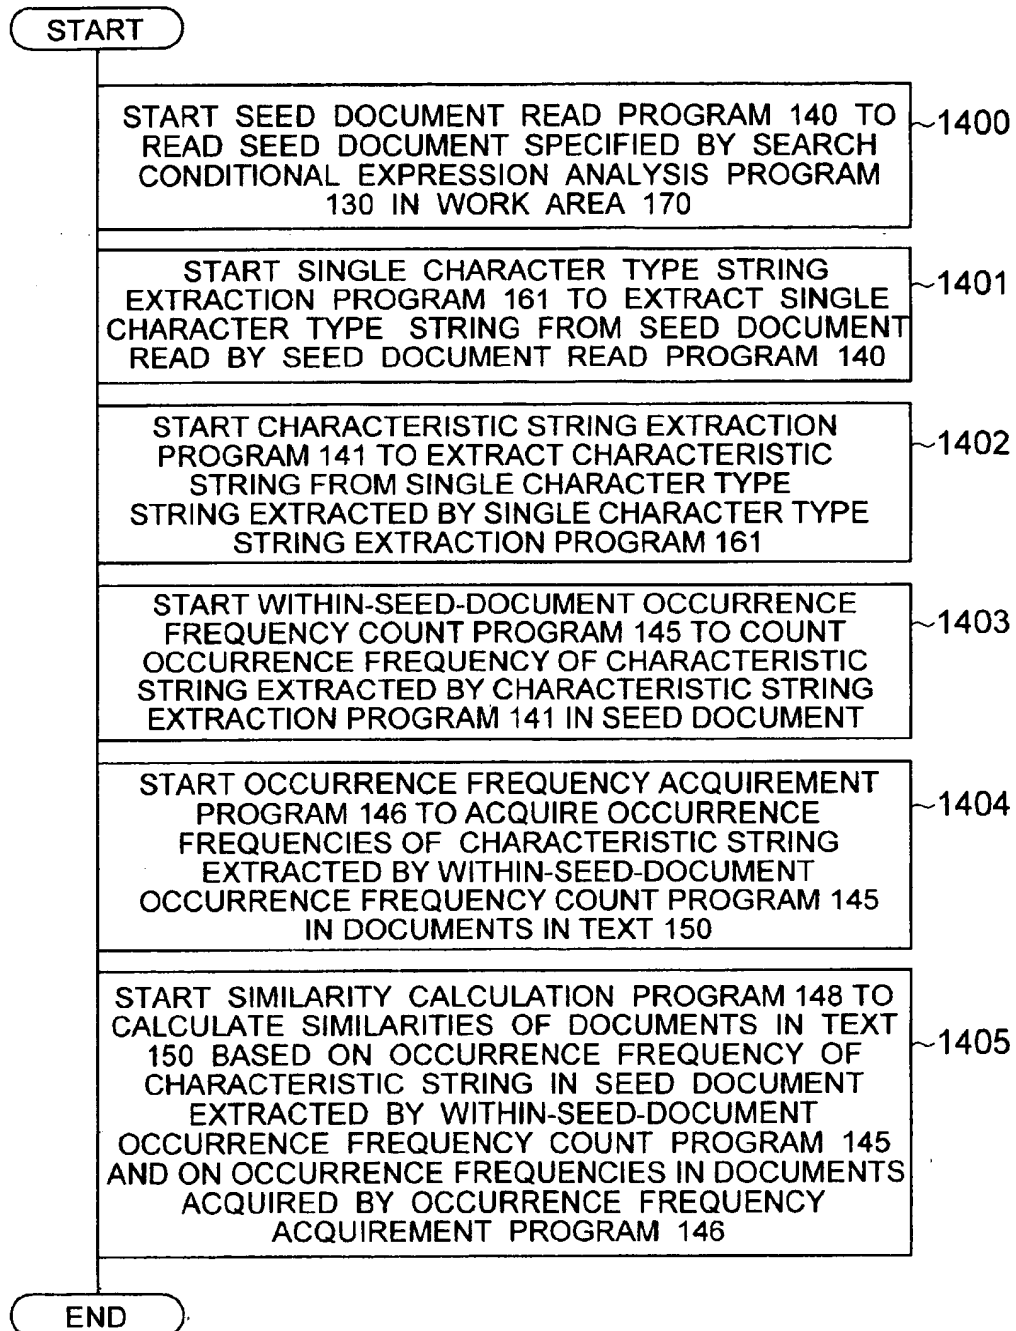 START
START SEED DOCUMENT READ PROGRAM 140 TO
READ SEED DOCUMENT SPECIFIED BY SEARCH
CONDITIONAL EXPRESSION ANALYSIS PROGRAM
130 IN WORK AREA 170
1400
START SINGLE CHARACTER TYPE STRING
EXTRACTION PROGRAM 161 TO EXTRACT SINGLE
CHARACTER TYPE STRING FROM SEED DOCUMENT
READ BY SEED DOCUMENT READ PROGRAM 140
1401
START CHARACTERISTIC STRING EXTRACTION
PROGRAM 141 TO EXTRACT CHARACTERISTIC
STRING FROM SINGLE CHARACTER TYPE
STRING EXTRACTED BY SINGLE CHARACTER TYPE
STRING EXTRACTION PROGRAM 161
1402
START WITHIN-SEED-DOCUMENT OCCURRENCE
FREQUENCY COUNT PROGRAM 145 TO COUNT
OCCURRENCE FREQUENCY OF CHARACTERISTIC
STRING EXTRACTED BY CHARACTERISTIC STRING
EXTRACTION PROGRAM 141 IN SEED DOCUMENT
1403
START OCCURRENCE FREQUENCY ACQUIREMENT
PROGRAM 146 TO ACQUIRE OCCURRENCE
FREQUENCIES OF CHARACTERISTIC STRING
EXTRACTED BY WITHIN-SEED-DOCUMENT
OCCURRENCE FREQUENCY COUNT PROGRAM 145
IN DOCUMENTS IN TEXT 150
1404
START SIMILARITY CALCULATION PROGRAM 148 TO
CALCULATE SIMILARITIES OF DOCUMENTS IN TEXT
150 BASED ON OCCURRENCE FREQUENCY OF
CHARACTERISTIC STRING IN SEED DOCUMENT
EXTRACTED BY WITHIN-SEED-DOCUMENT
OCCURRENCE FREQUENCY COUNT PROGRAM 145
AND ON OCCURRENCE FREQUENCIES IN DOCUMENTS
ACQUIRED BY OCCURRENCE FREQUENCY
ACQUIREMENT PROGRAM 146
1405
END